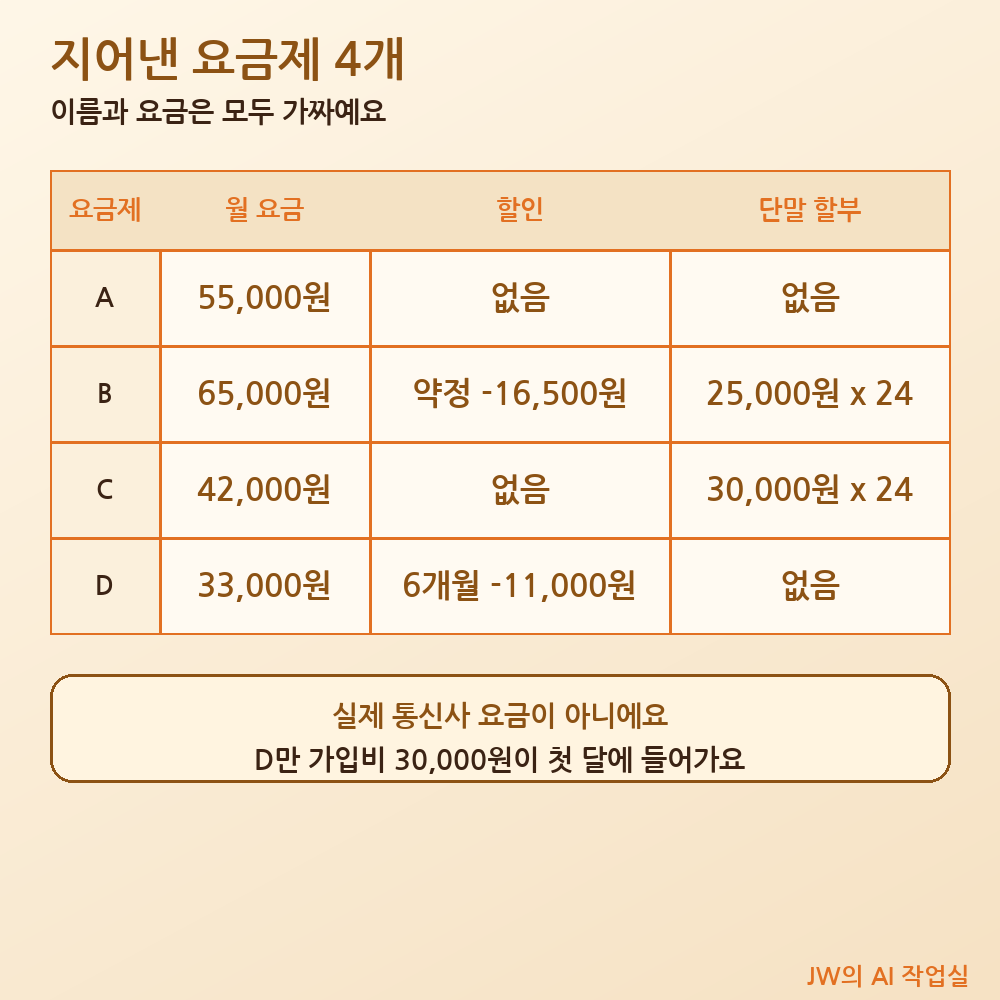 지어낸 요금제 4개
이름과 요금은 모두 가짜예요
요금제 월 요금 할인 단말 할부
A 55,000원 없음 없음
B 65,000원 약정 -16,500원 25,000원 x 24
C 42,000원 없음 30,000원 x 24
D 33,000원 6개월 -11,000원 없음
실제 통신사 요금이 아니에요
D만 가입비 30,000원이 첫 달에 들어가요
JW의 AI 작업실